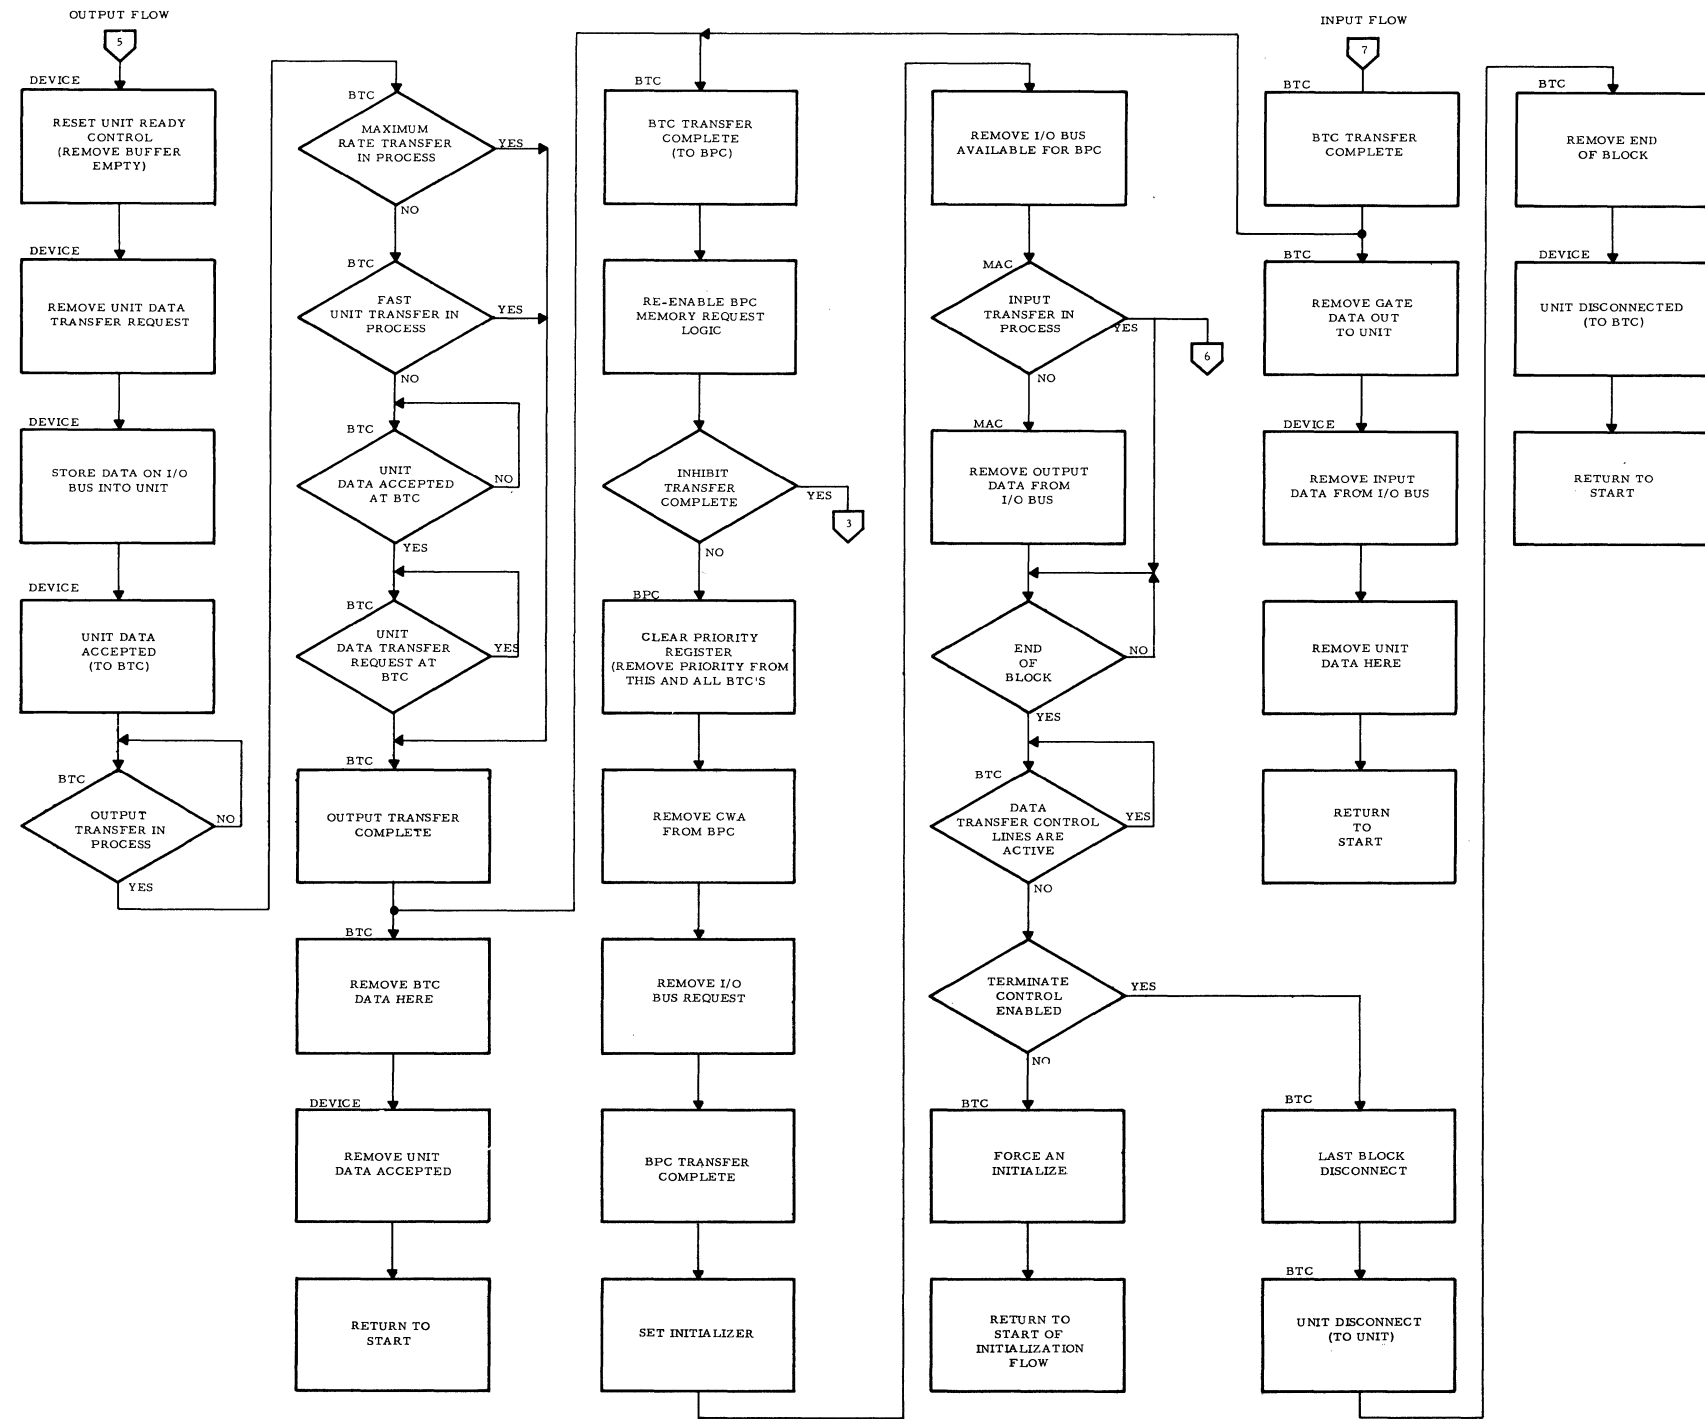 OUTPUT FLOW
5
DEVICE
RESET UNIT READY
CONTROL
(REMOVE BUFFER
EMPTY)
DEVICE
REMOVE UNIT DATA
TRANSFER REQUEST
DEVICE
STORE DATA ON I/O
BUS INTO UNIT
DEVICE
UNIT DATA
ACCEPTED
(TO BTC)
BTC
OUTPUT
TRANSFER IN
PROCESS
NO
YES
BTC
MAXIMUM
RATE TRANSFER
IN PROCESS
YES
NO
BTC
FAST
UNIT TRANSFER IN
PROCESS
YES
NO
BTC
UNIT
DATA ACCEPTED
AT BTC
NO
YES
BTC
UNIT
DATA TRANSFER
REQUEST AT
BTC
YES
BTC
OUTPUT TRANSFER
COMPLETE
BTC
REMOVE BTC
DATA HERE
DEVICE
REMOVE UNIT
DATA ACCEPTED
RETURN TO
START
BTC
BTC TRANSFER
COMPLETE
(TO BPC)
RE-ENABLE BPC
MEMORY REQUEST
LOGIC
INHIBIT
TRANSFER
COMPLETE
YES
3
NO
BPC
CLEAR PRIORITY
REGISTER
(REMOVE PRIORITY FROM
THIS AND ALL BTC'S
REMOVE CWA
FROM BPC
REMOVE I/O
BUS REQUEST
BPC TRANSFER
COMPLETE
SET INITIALIZER
REMOVE I/O BUS
AVAILABLE FOR BPC
MAC
INPUT
TRANSFER IN
PROCESS
YES
6
NO
MAC
REMOVE OUTPUT
DATA FROM
I/O BUS
END
OF
BLOCK
NO
YES
BTC
DATA
TRANSFER CONTROL
LINES ARE
ACTIVE
YES
NO
TERMINATE
CONTROL
ENABLED
YES
NO
BTC
FORCE AN
INITIALIZE
RETURN TO
START OF
INITIALIZATION
FLOW
INPUT FLOW
7
BTC
BTC TRANSFER
COMPLETE
BTC
REMOVE GATE
DATA OUT
TO UNIT
DEVICE
REMOVE INPUT
DATA FROM I/O BUS
REMOVE UNIT
DATA HERE
RETURN
TO
START
BTC
LAST BLOCK
DISCONNECT
BTC
UNIT DISCONNECT
(TO UNIT)
BTC
REMOVE END
OF BLOCK
DEVICE
UNIT DISCONNECTED
(TO BTC)
RETURN TO
START